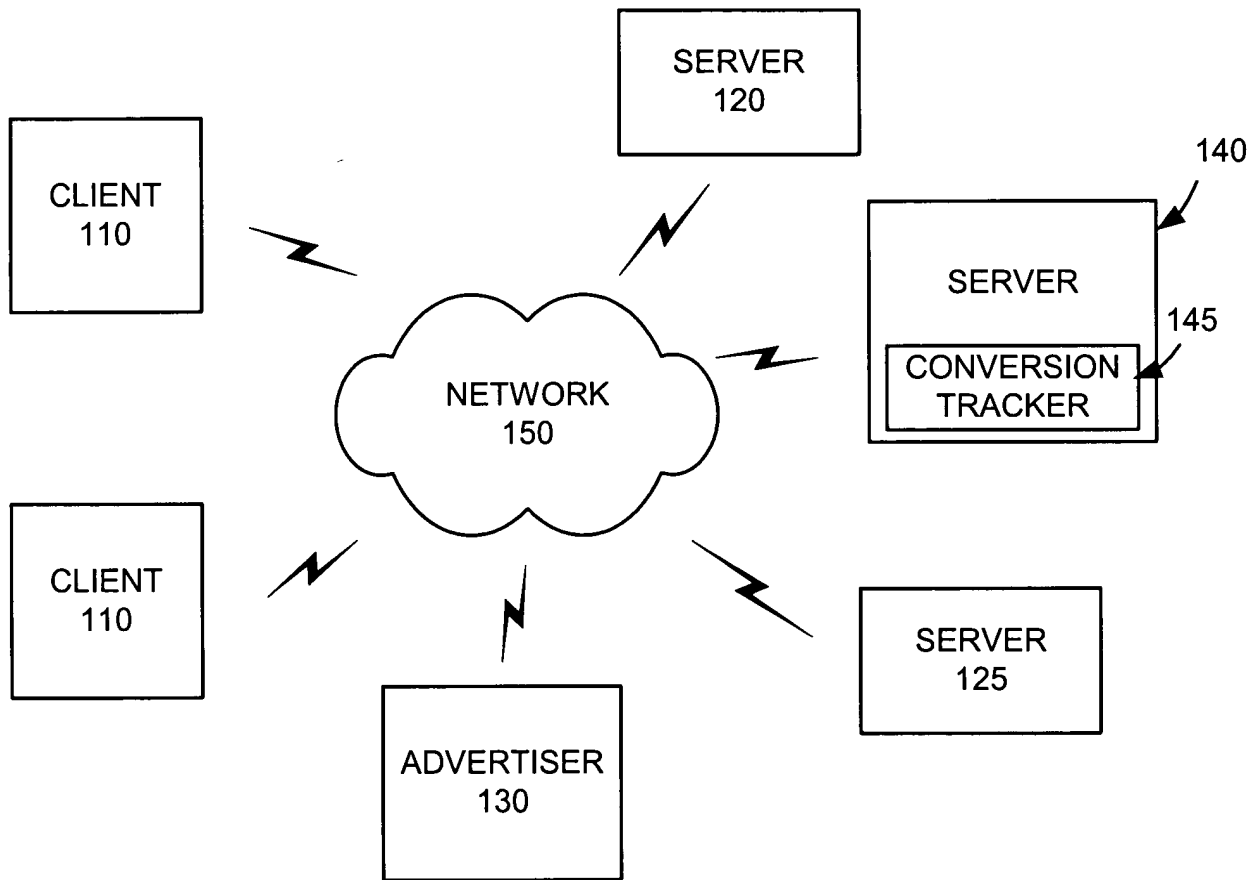 SERVER
120
CLIENT
110
140
SERVER
145
CONVERSION
TRACKER
NETWORK
150
CLIENT
110
SERVER
125
ADVERTISER
130